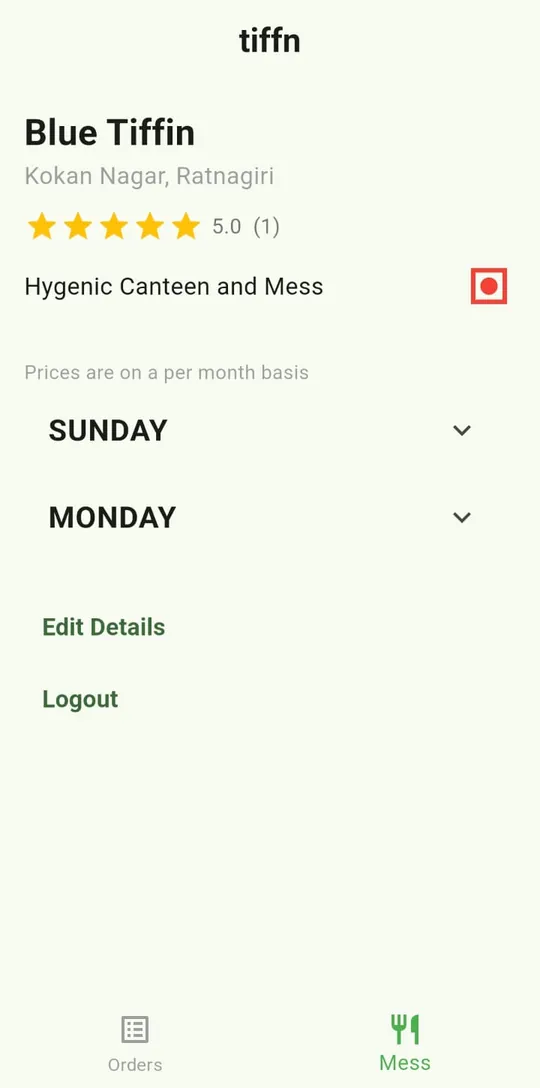 tiffn
Blue Tiffin
Kokan Nagar, Ratnagiri
5.0 (1)
Hygenic Canteen and Mess
Prices are on a per month basis
SUNDAY
MONDAY
Edit Details
Logout
Orders
Mess